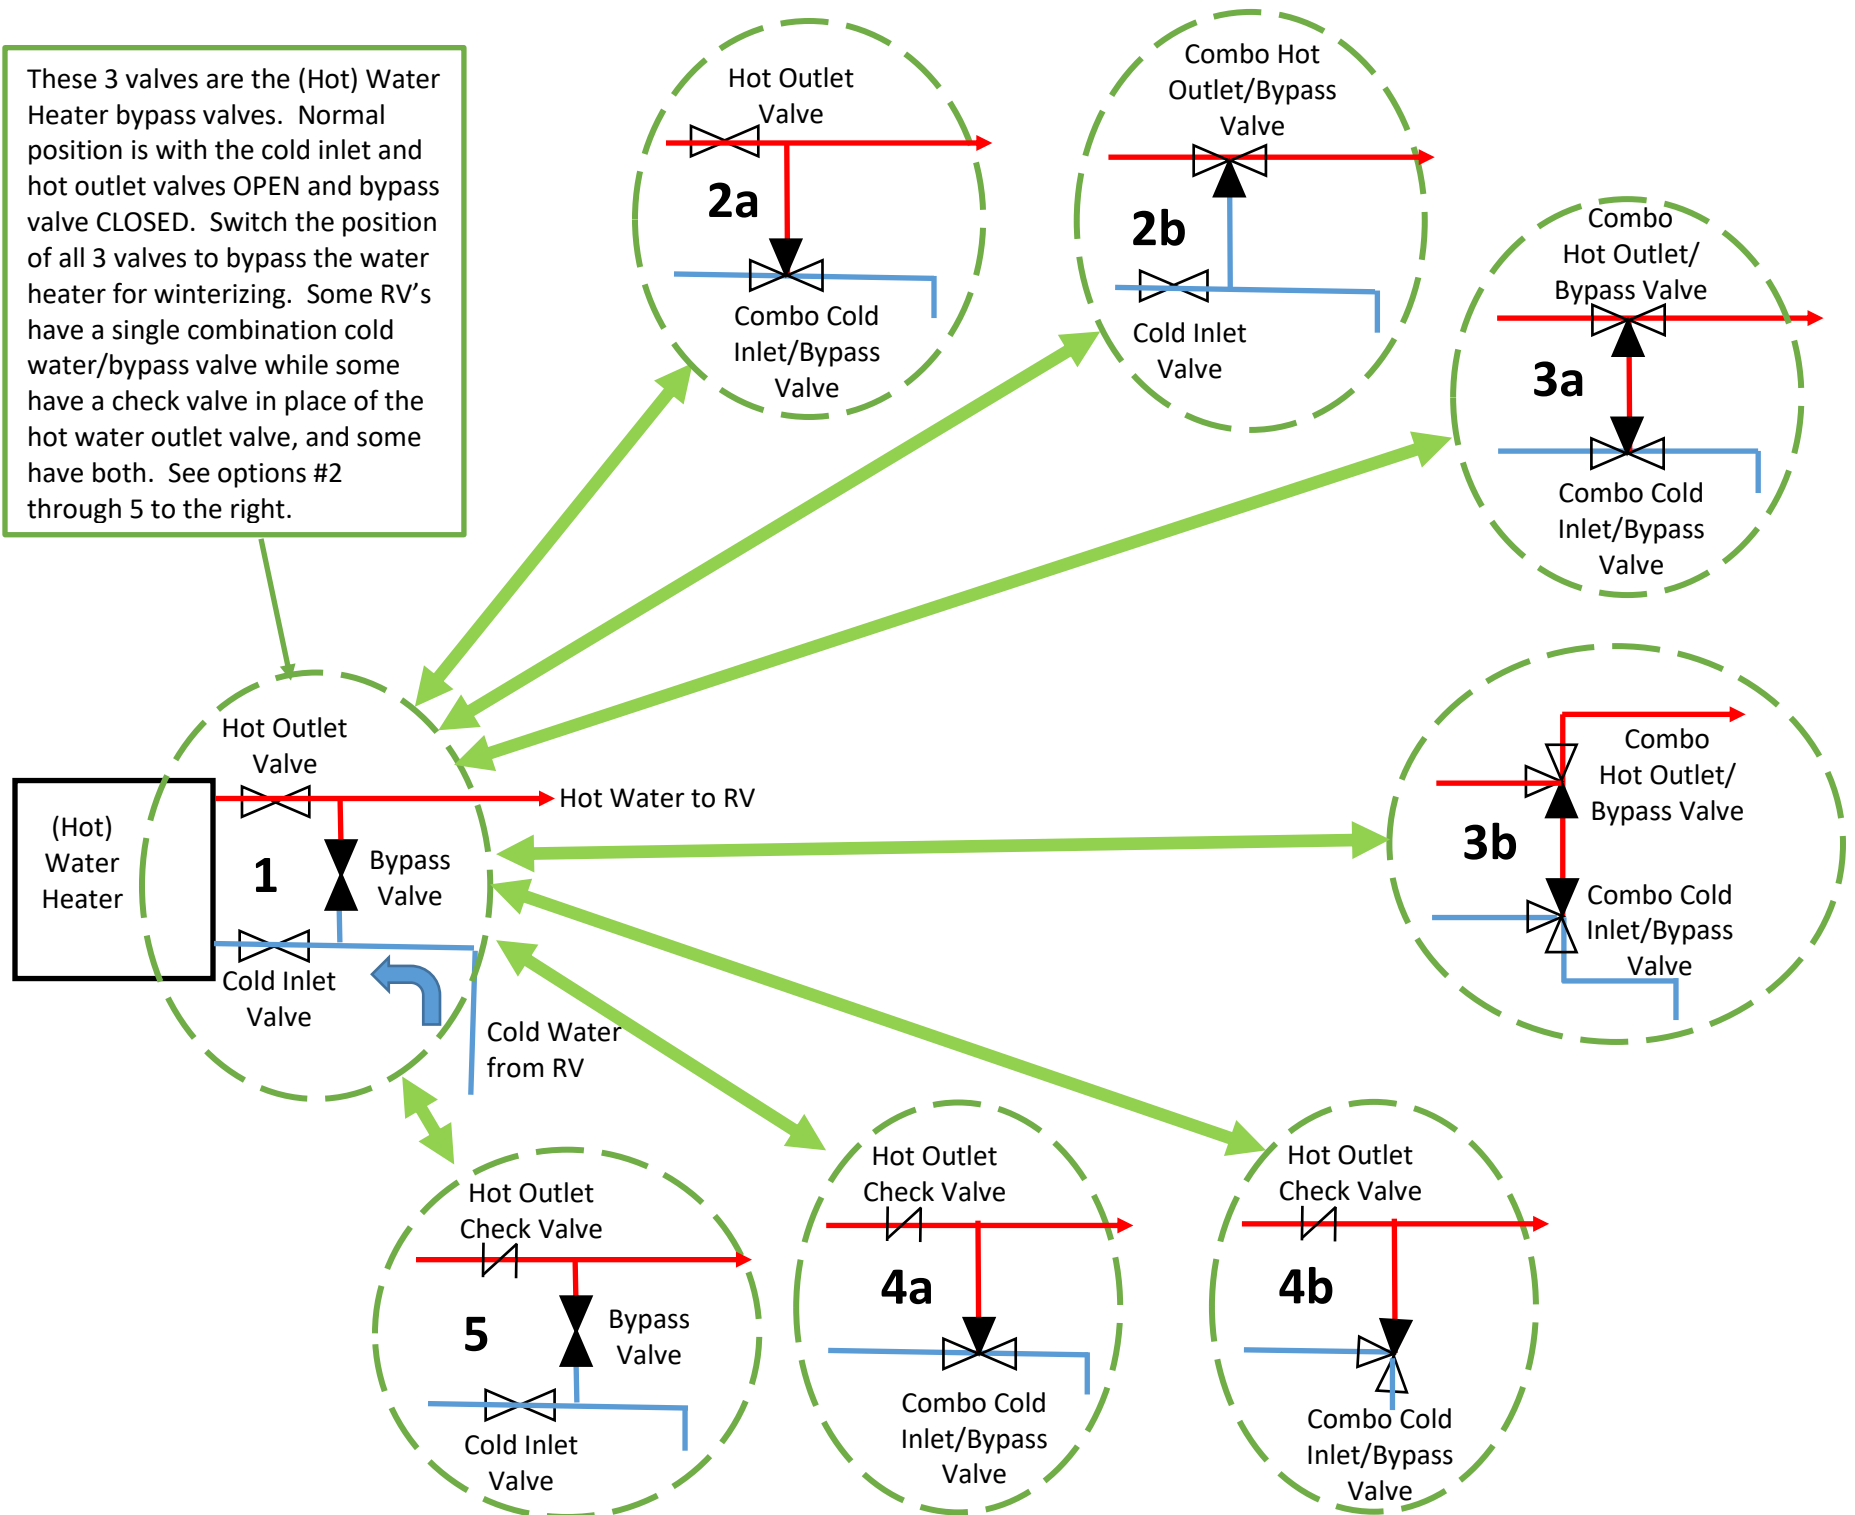 These 3 valves are the (Hot) Water
Heater bypass valves.  Normal
position is with the cold inlet and
hot outlet valves OPEN and bypass
valve CLOSED.  Switch the position
of all 3 valves to bypass the water
heater for winterizing.  Some RV’s
have a single combination cold
water/bypass valve while some
have a check valve in place of the
hot water outlet valve, and some
have both.  See options #2
through 5 to the right.
Hot Outlet
Valve
2a
Combo Cold
Inlet/Bypass
Valve
Combo Hot
Outlet/Bypass
Valve
2b
Cold Inlet
Valve
Combo
Hot Outlet/
Bypass Valve
3a
Combo Cold
Inlet/Bypass
Valve
Hot Outlet
Valve
Hot Water to RV
(Hot)
Water
Heater
1
Bypass
Valve
Cold Inlet
Valve
Cold Water
from RV
Combo
Hot Outlet/
Bypass Valve
3b
Combo Cold
Inlet/Bypass
Valve
Hot Outlet
Check Valve
5
Bypass
Valve
Cold Inlet
Valve
Hot Outlet
Check Valve
4a
Combo Cold
Inlet/Bypass
Valve
Hot Outlet
Check Valve
4b
Combo Cold
Inlet/Bypass
Valve